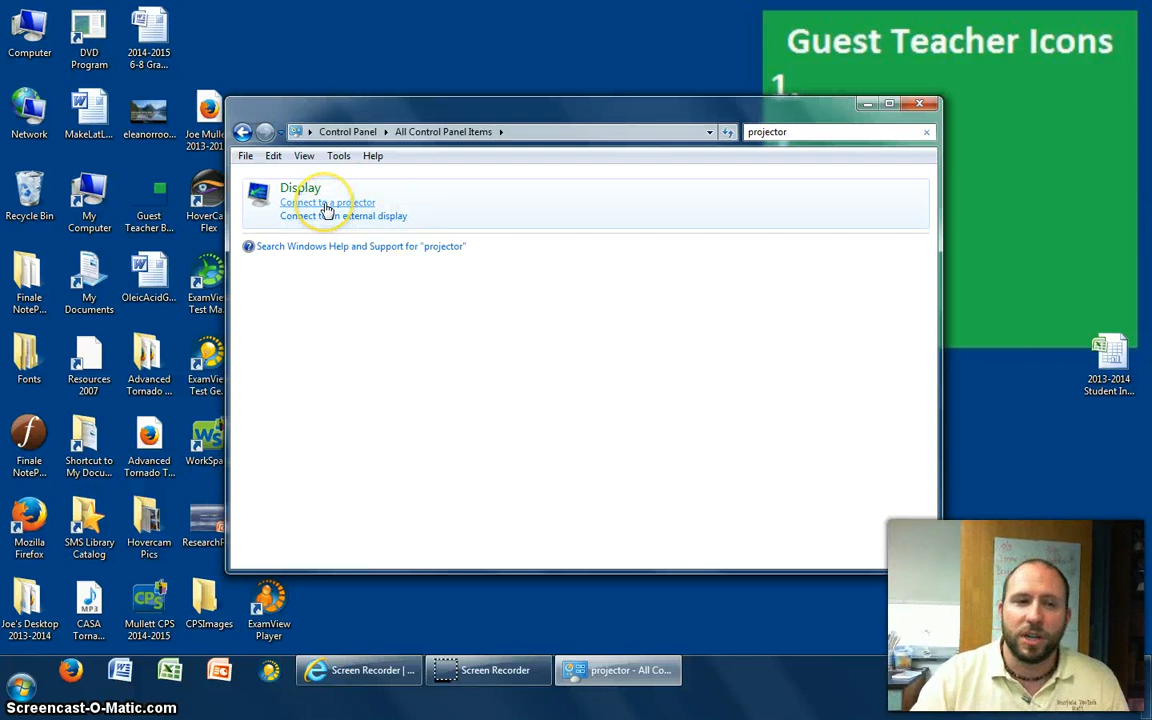 Guest Teacher Icons
1.
Computer
DVD
Program
2014-2015
6-8 Gra...
Network
MakeLatL...
eleanorroo...
Joe Mulle
2013-201
Recycle Bin
My
Computer
Guest
Teacher B...
HoverCa
Flex
Finale
NoteP...
My
Documents
OleicAcidG...
ExamVie
Test Ma
Fonts
Resources
2007
Advanced
Tornado ...
ExamVie
Test Ge
Finale
NoteP...
Shortcut to
My Docu...
Advanced
Tornado T...
WorkSpa
Mozilla
Firefox
SMS Library
Catalog
Hovercam
Pics
ResearchP
Joe's Desktop
2013-2014
CASA
Torna...
Mullett CPS
2014-2015
CPSImages
ExamView
Player
2013-2014
Student In...
Control Panel
All Control Panel Items
projector
File Edit View Tools Help
Display
Connect to a projector
Connect to an external display
Search Windows Help and Support for "projector"
Screen Recorder | ...
Screen Recorder
projector - All Co...
Screencast-O-Matic.com